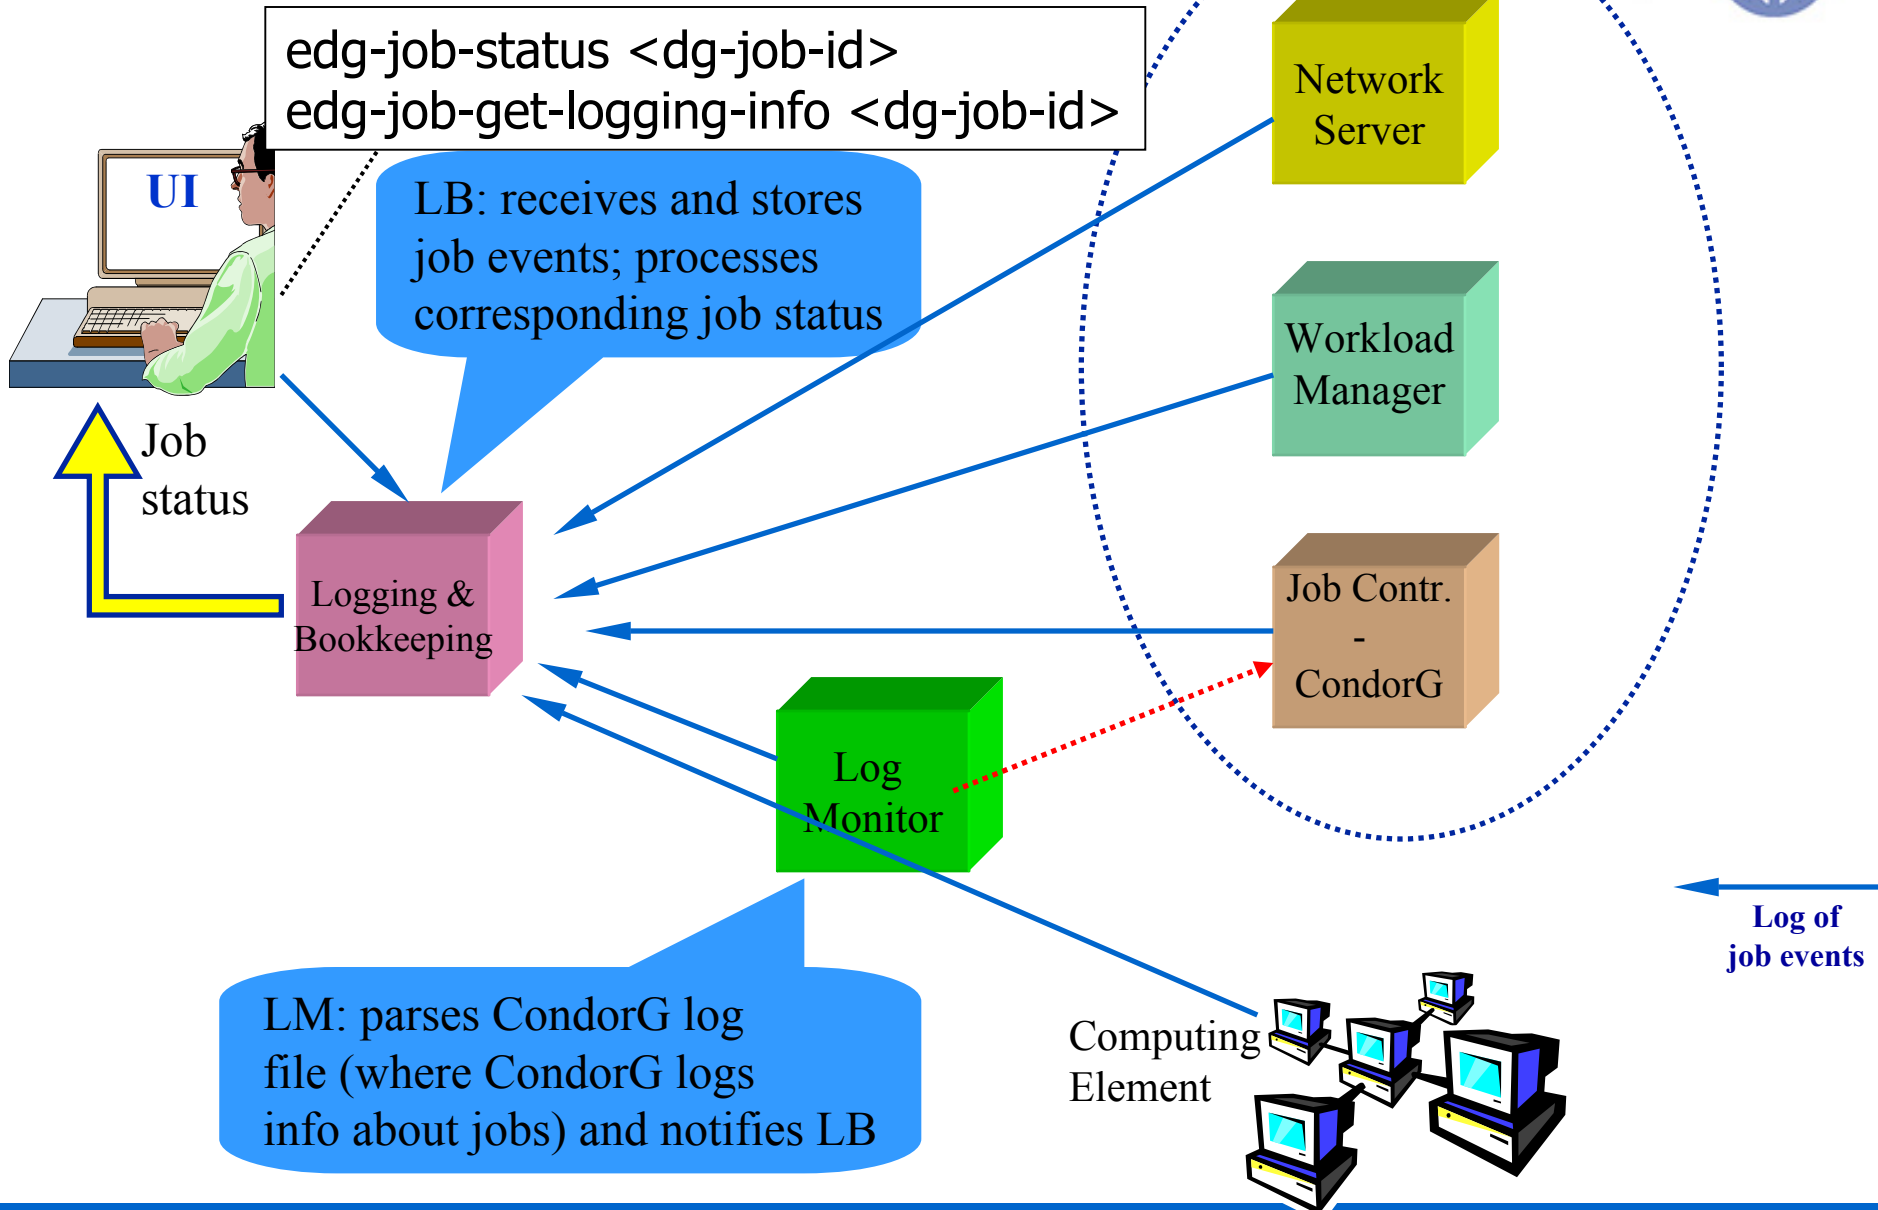 edg-job-status <dg-job-id>
edg-job-get-logging-info <dg-job-id>
UI
LB: receives and stores
job events; processes
corresponding job status
Network
Server
Workload
Manager
Job
status
Logging &
Bookkeeping
Job Contr.
-
CondorG
Log
Monitor
Log of
job events
LM: parses CondorG log
file (where CondorG logs
info about jobs) and notifies LB
Computing
Element